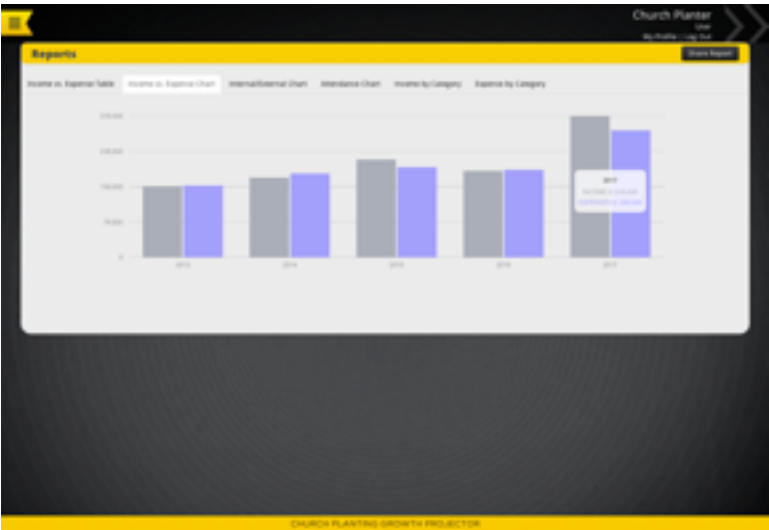 Church Planter
User
My Profile | Log Out
Reports
Share Report
Income vs. Expense Table
Income vs. Expense Chart
Internal/External Chart
Attendance Chart
Income by Category
Expense by Category
0
2013
2014
2015
2016
2017
2017
CHURCH PLANTING GROWTH PROJECTOR